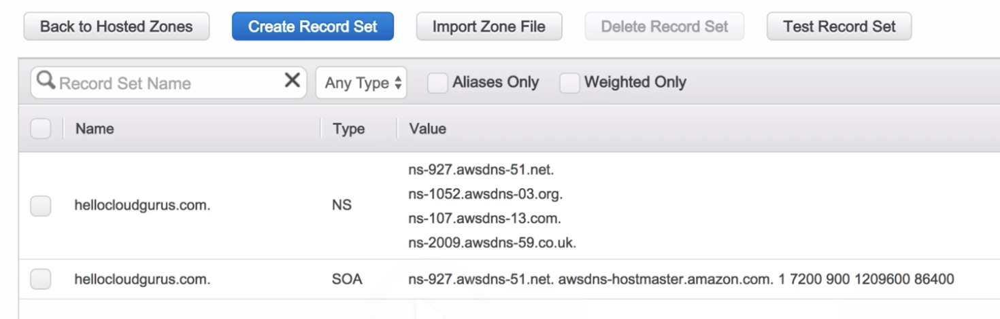 Back to Hosted Zones Create Record Set Import Zone File Delete Record Set Test Record Set
Record Set Name Any Type Aliases Only Weighted Only
Name Type Value
ns-927.awsdns-51.net.
ns-1052.awsdns-03.org.
hellocloudgurus.com. NS
ns-107.awsdns-13.com.
ns-2009.awsdns-59.co.uk.
hellocloudgurus.com. SOA ns-927.awsdns-51.net. awsdns-hostmaster.amazon.com. 1 7200 900 1209600 86400